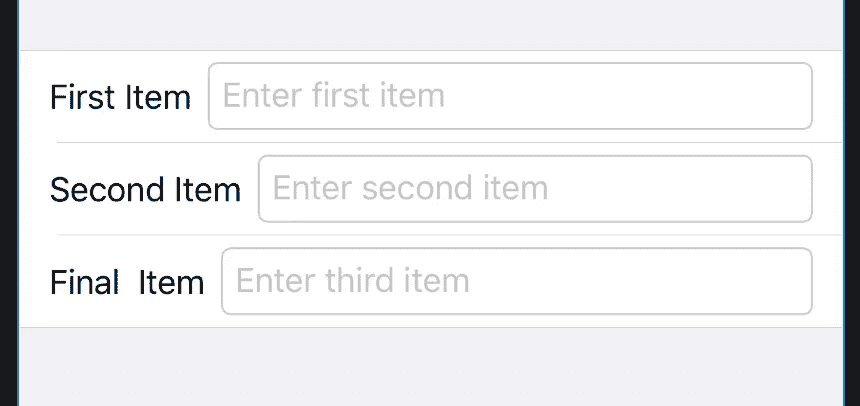 First Item Enter first item
Second Item Enter second item
Final  Item Enter third item